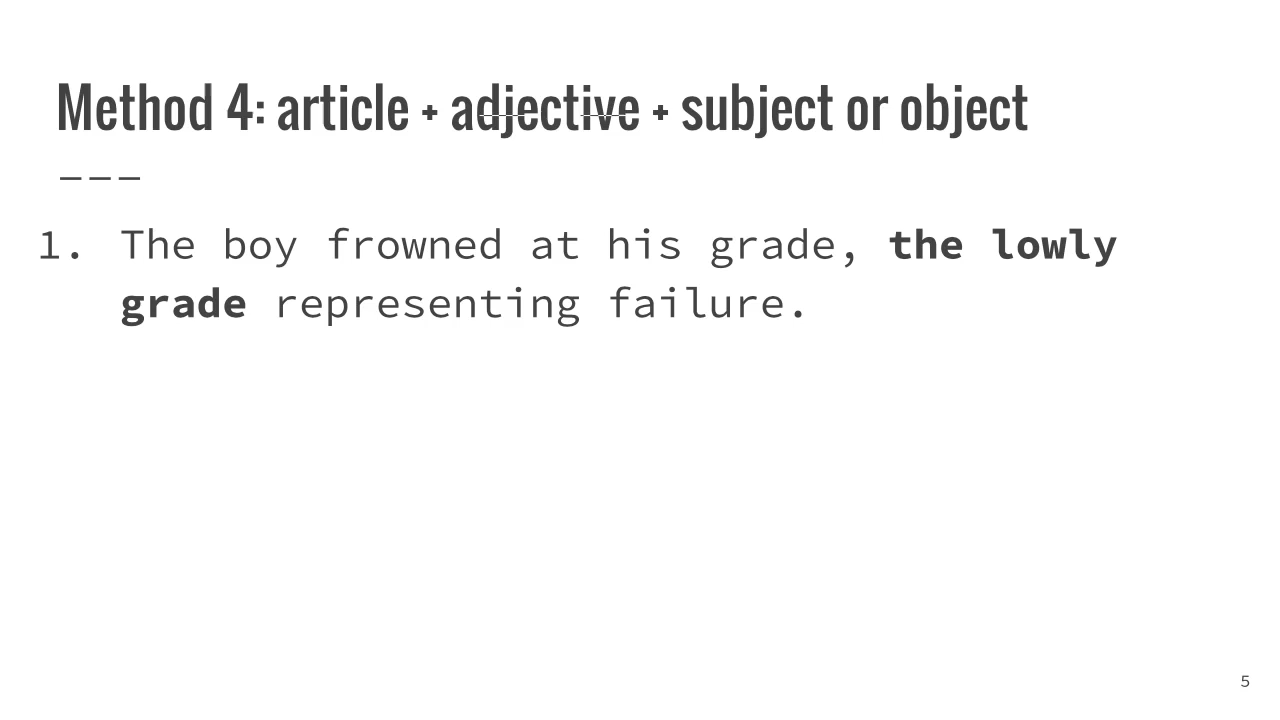 Method 4: article + adjective + subject or object
1. The boy frowned at his grade, the lowly
grade representing failure.
5